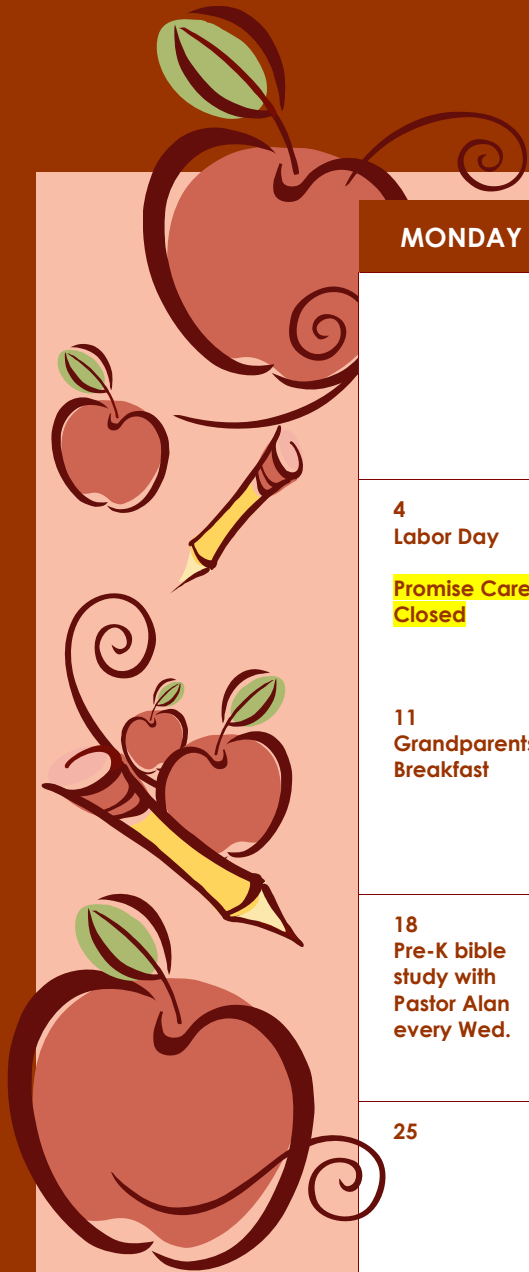 MONDAY
4
Labor Day
Promise Care
Closed
11
Grandparents
Breakfast
18
Pre-K bible
study with
Pastor Alan
every Wed.
25